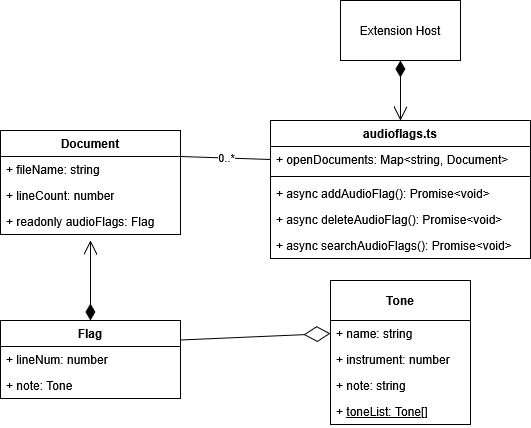 Extension Host
audioflags.ts
+ openDocuments: Map<string, Document>
+ async addAudioFlag(): Promise<void>
+ async deleteAudioFlag(): Promise<void>
+ async searchAudioFlags(): Promise<void>
Document
+ fileName: string
+ lineCount: number
+ readonly audioFlags: Flag
0..*
Flag
+ lineNum: number
+ note: Tone
Tone
+ name: string
+ instrument: number
+ note: string
+ toneList: Tone[]